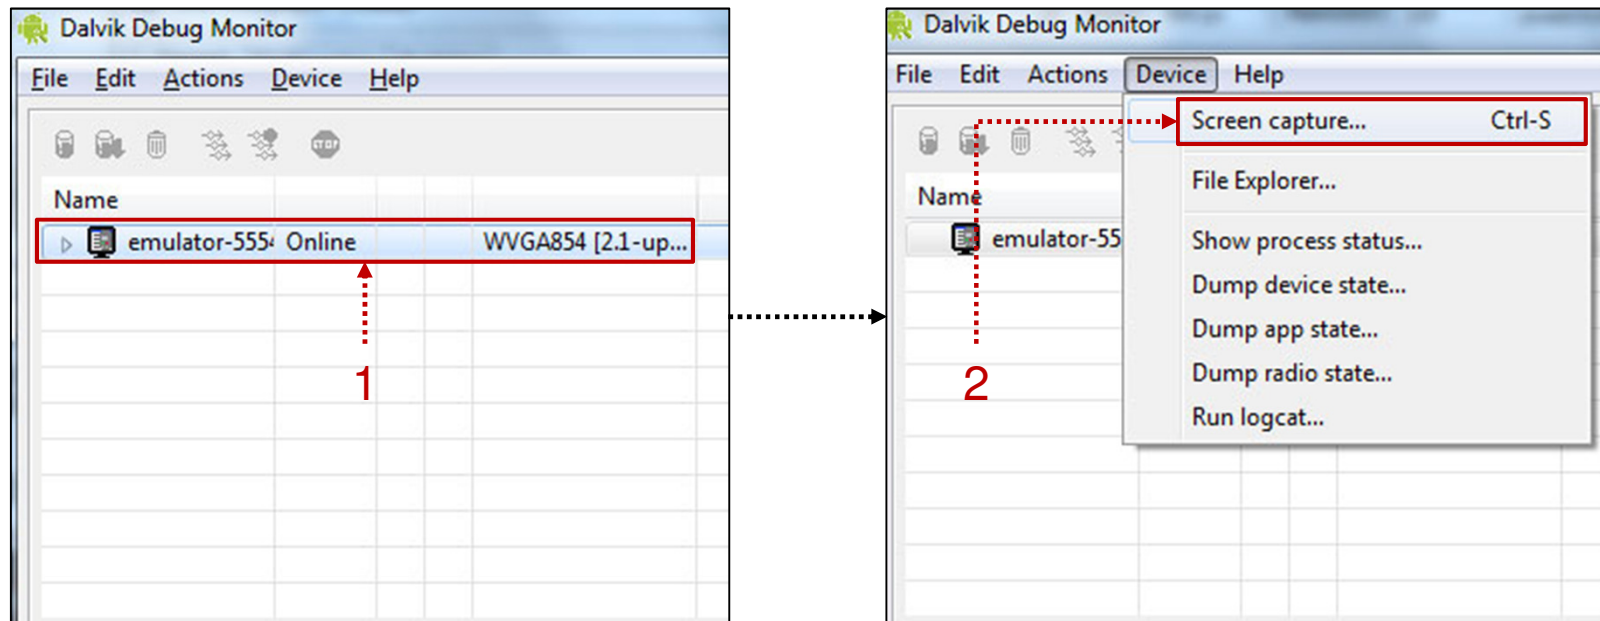 Dalvik Debug Monitor
File Edit Actions Device Help
Name
emulator-5554 Online WVGA854 [2.1-up...
1
Dalvik Debug Monitor
File Edit Actions Device Help
Screen capture... Ctrl-S
File Explorer...
Name
emulator-55
Show process status...
Dump device state...
Dump app state...
Dump radio state...
Run logcat...
2